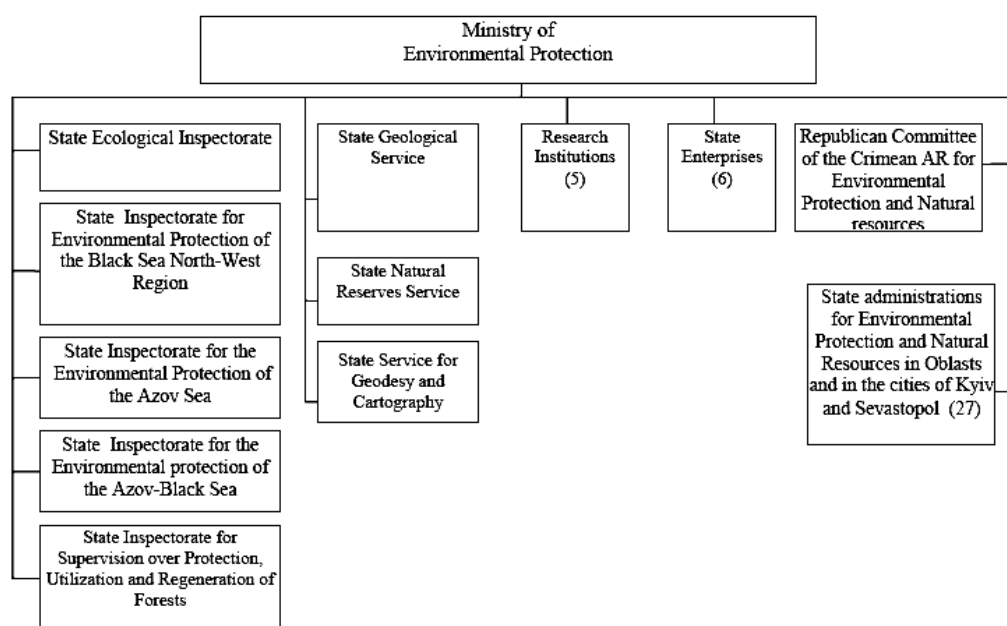 Ministry of
Environmental Protection
State Ecological Inspectorate
State Inspectorate for
Environmental Protection of
the Black Sea North-West
Region
State Inspectorate for the
Environmental Protection of
the Azov Sea
State Inspectorate for the
Environmental protection of
the Azov-Black Sea
State Inspectorate for
Supervision over Protection,
Utilization and Regeneration of
Forests
State Geological
Service
State Natural
Reserves Service
State Service for
Geodesy and
Cartography
Research
Institutions
(5)
State
Enterprises
(6)
Republican Committee
of the Crimean AR for
Environmental
Protection and Natural
resources
State administrations
for Environmental
Protection and Natural
Resources in Oblasts
and in the cities of Kyiv
and Sevastopol (27)